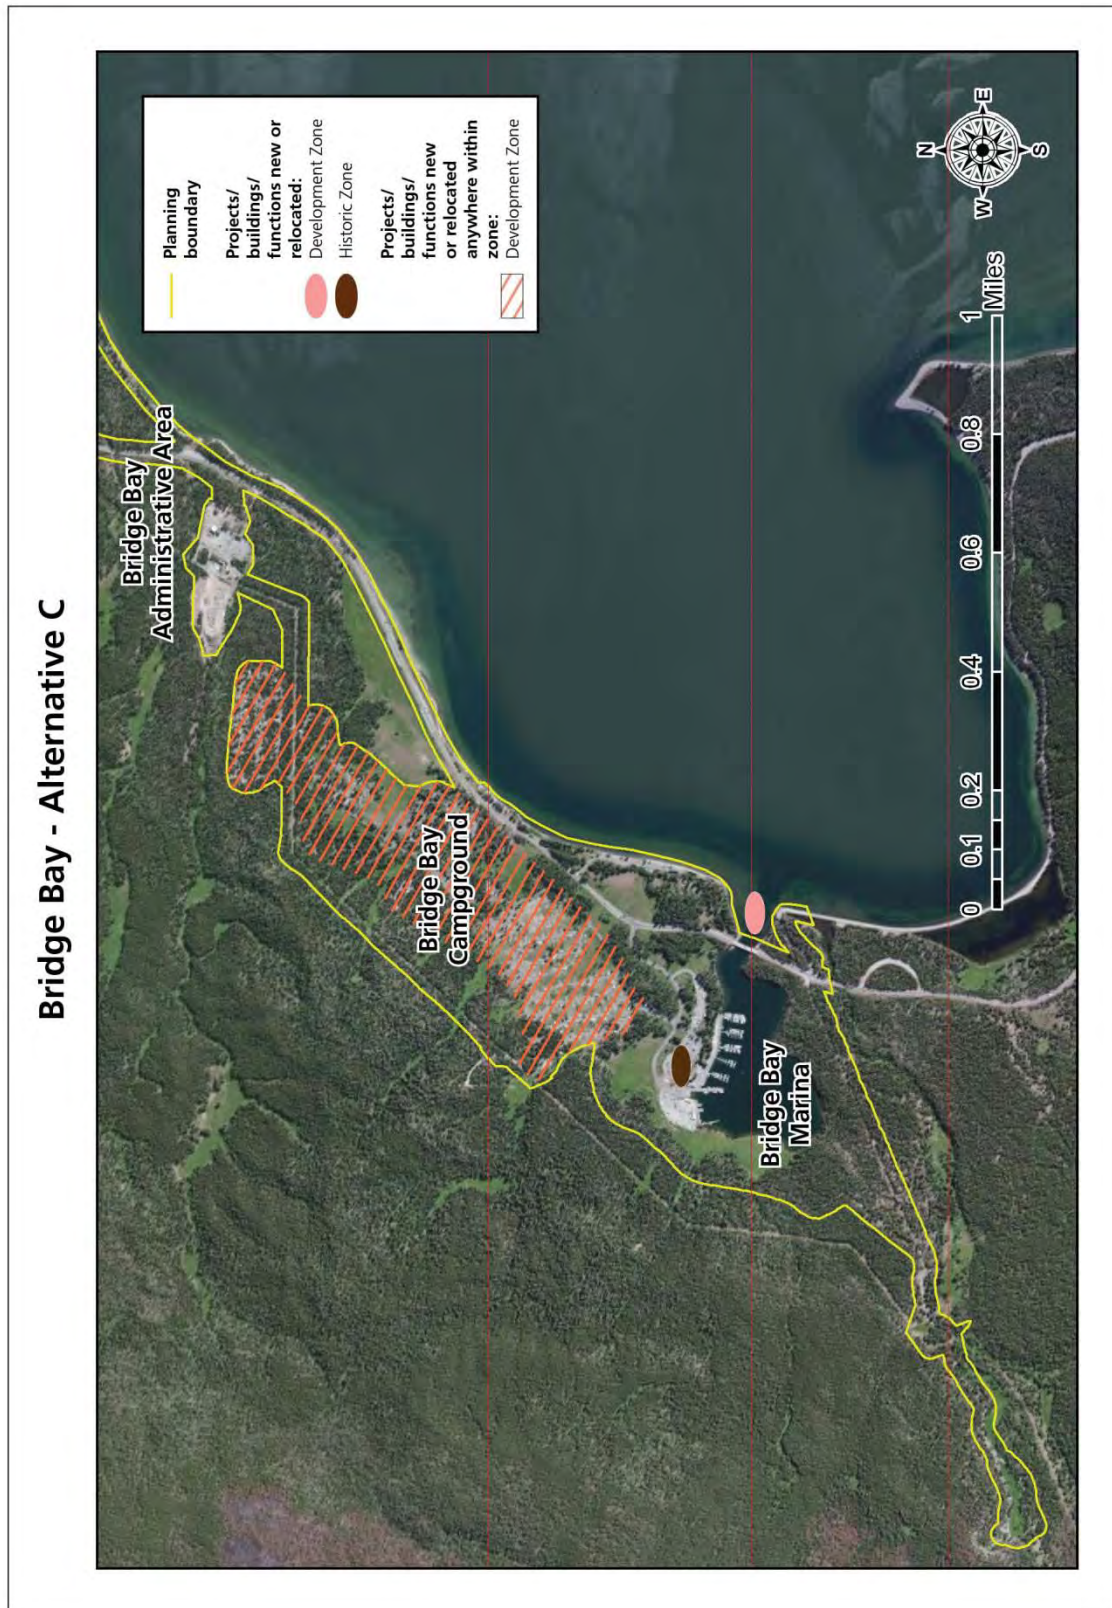 Bridge Bay - Alternative C
Planning
boundary
Projects/
buildings/
functions new or
relocated:
Development Zone
Historic Zone
Projects/
buildings/
functions new
or relocated
anywhere within
zone:
Development Zone
Bridge Bay
Administrative Area
Bridge Bay
Campground
Bridge Bay
Marina
N
W E
S
0 0.1 0.2 0.4 0.6 0.8 1
Miles